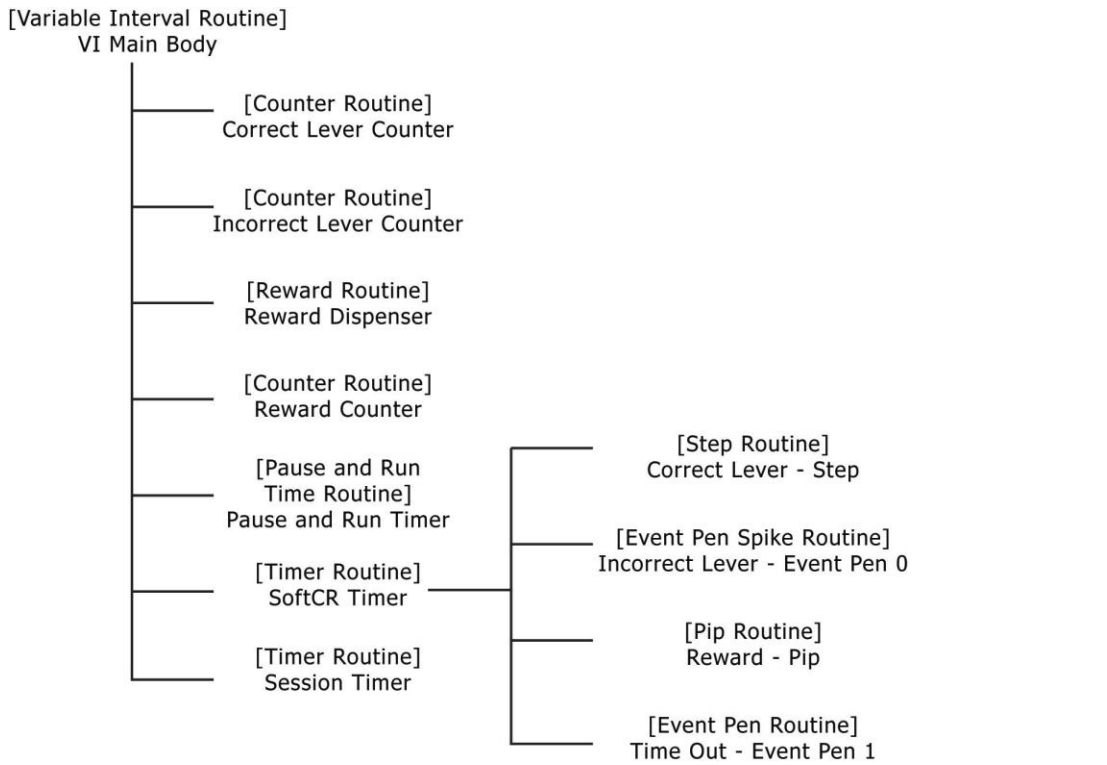 [Variable Interval Routine]
VI Main Body
[Counter Routine]
Correct Lever Counter
[Counter Routine]
Incorrect Lever Counter
[Reward Routine]
Reward Dispenser
[Counter Routine]
Reward Counter
[Pause and Run
Time Routine]
Pause and Run Timer
[Timer Routine]
SoftCR Timer
[Timer Routine]
Session Timer
[Step Routine]
Correct Lever - Step
[Event Pen Spike Routine]
Incorrect Lever - Event Pen 0
[Pip Routine]
Reward - Pip
[Event Pen Routine]
Time Out - Event Pen 1